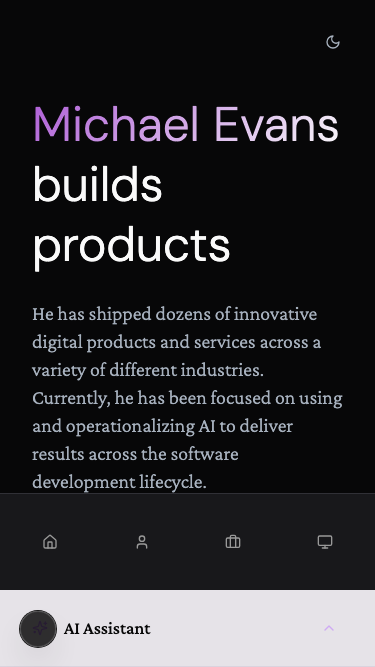 Michael Evans
builds
products
He has shipped dozens of innovative
digital products and services across a
variety of different industries.
Currently, he has been focused on using
and operationalizing AI to deliver
results across the software
development lifecycle.
AI Assistant